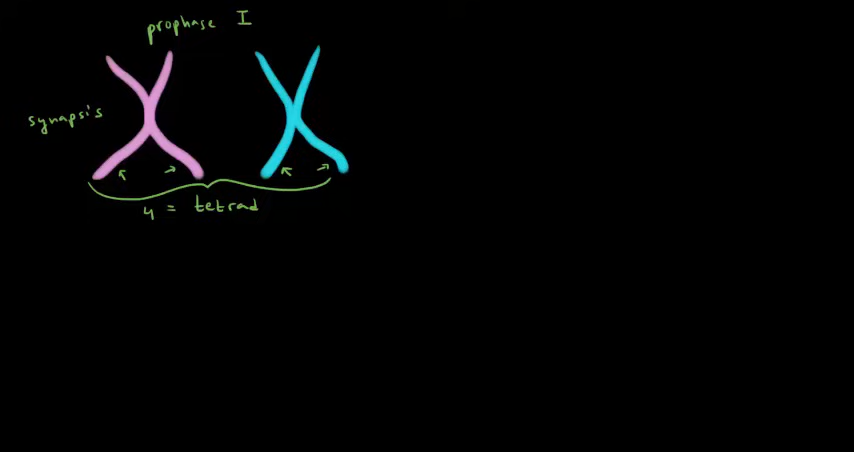 prophase I
synapsis
4 = tetrad